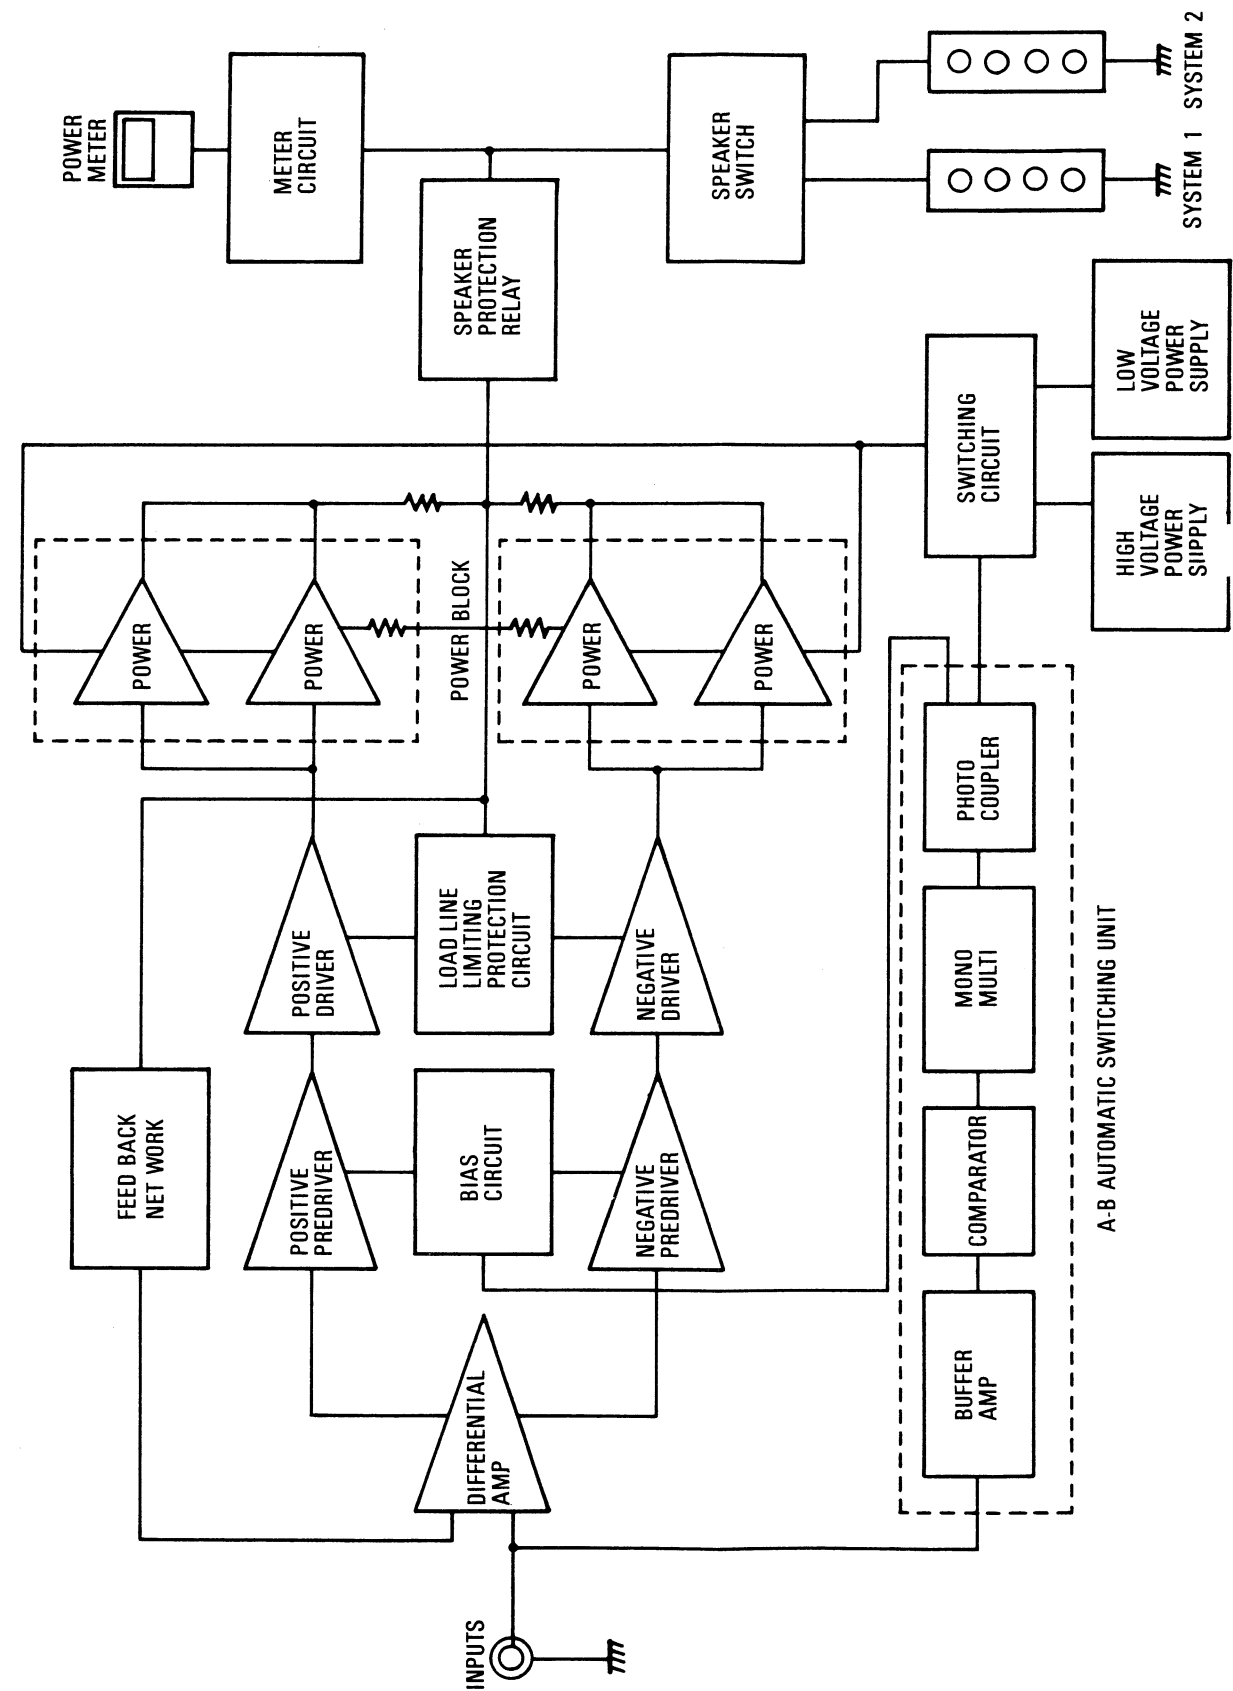 INPUTS
DIFFERENTIAL
AMP
FEED BACK
NET WORK
POSITIVE
PREDRIVER
BIAS
CIRCUIT
NEGATIVE
PREDRIVER
POSITIVE
DRIVER
LOAD LINE
LIMITING
PROTECTION
CIRCUIT
NEGATIVE
DRIVER
POWER
POWER
POWER BLOCK
POWER
POWER
POWER
METER
METER
CIRCUIT
SPEAKER
PROTECTION
RELAY
SPEAKER
SWITCH
SYSTEM 1
SYSTEM 2
BUFFER
AMP
COMPARATOR
MONO
MULTI
PHOTO
COUPLER
A-B AUTOMATIC SWITCHING UNIT
SWITCHING
CIRCUIT
HIGH
VOLTAGE
POWER
SUPPLY
LOW
VOLTAGE
POWER
SUPPLY